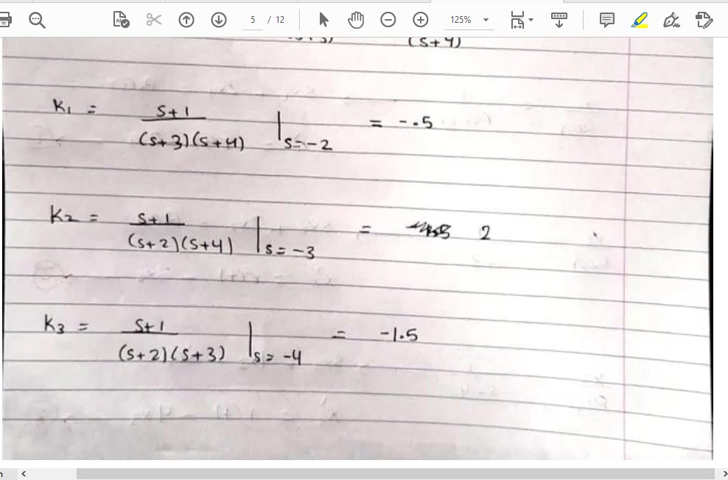 5 / 12
125%
(s+4)
K₁ = s+1 / (s+3)(s+4) | s=-2 = -.5
K₂ = s+1 / (s+2)(s+4) | s=-3 = 2
K₃ = s+1 / (s+2)(s+3) | s=-4 = -1.5